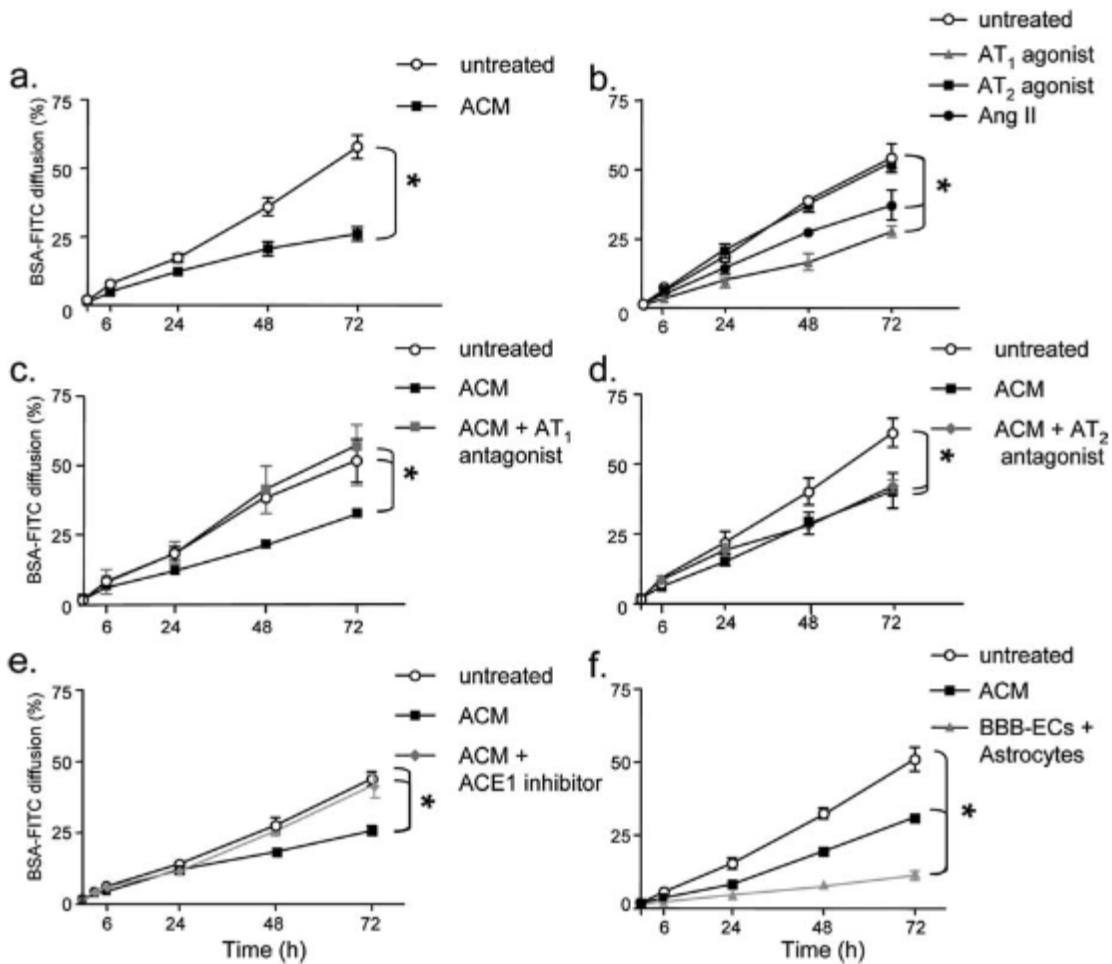 a.
untreated
ACM
BSA-FITC diffusion (%)
75
50
25
0
6 24 48 72
*
b.
untreated
AT₁ agonist
AT₂ agonist
Ang II
75
50
25
0
6 24 48 72
*
c.
untreated
ACM
ACM + AT₁
antagonist
BSA-FITC diffusion (%)
75
50
25
0
6 24 48 72
*
d.
untreated
ACM
ACM + AT₂
antagonist
75
50
25
0
6 24 48 72
*
e.
untreated
ACM
ACM +
ACE1 inhibitor
BSA-FITC diffusion (%)
75
50
25
0
6 24 48 72
Time (h)
*
f.
untreated
ACM
BBB-ECs +
Astrocytes
75
50
25
0
6 24 48 72
Time (h)
*